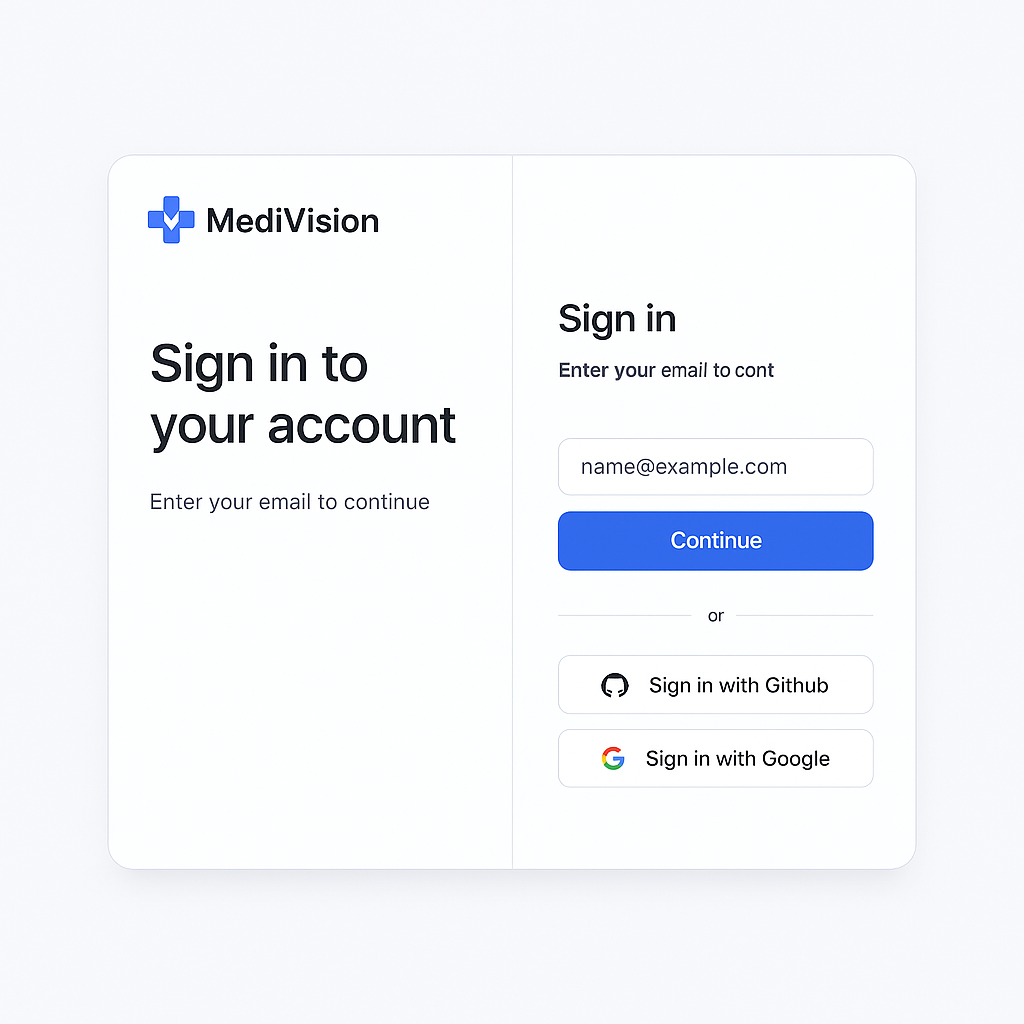 MediVision
Sign in to
your account
Enter your email to continue
Sign in
Enter your email to cont
name@example.com
Continue
or
Sign in with Github
Sign in with Google